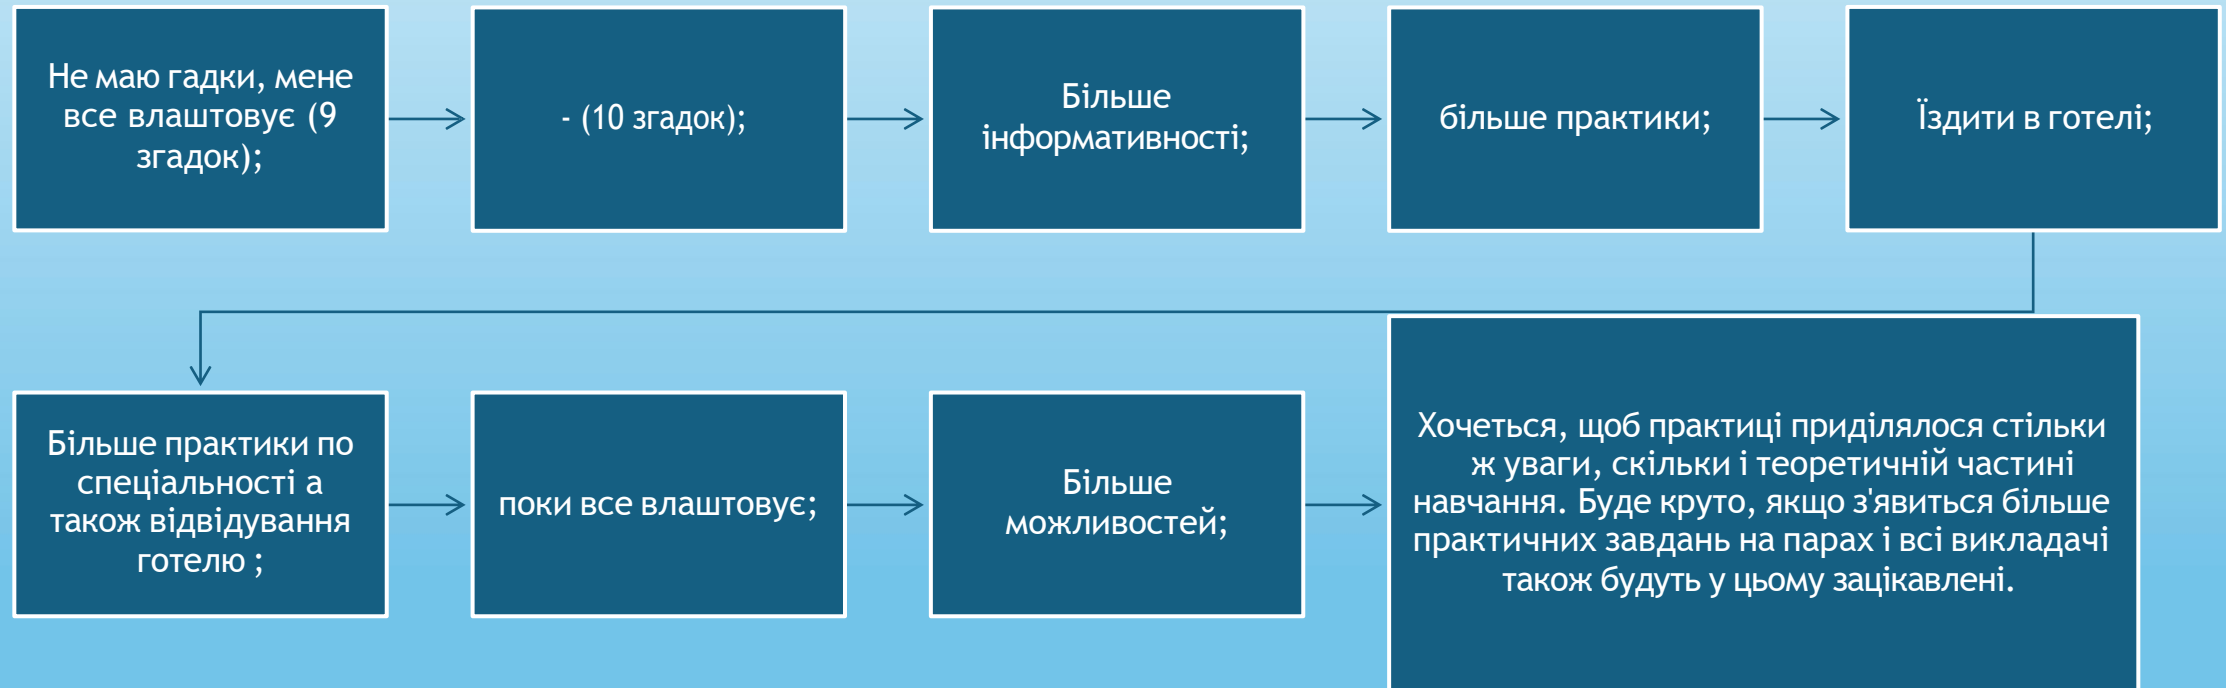 Не маю гадки, мене
все влаштовує (9
згадок);
- (10 згадок);
Більше
інформативності;
більше практики;
Їздити в готелі;
Більше практики по
спеціальності а
також відвідування
готелю ;
поки все влаштовує;
Більше
можливостей;
Хочеться, щоб практиці приділялося стільки
ж уваги, скільки і теоретичній частині
навчання. Буде круто, якщо з'явиться більше
практичних завдань на парах і всі викладачі
також будуть у цьому зацікавлені.